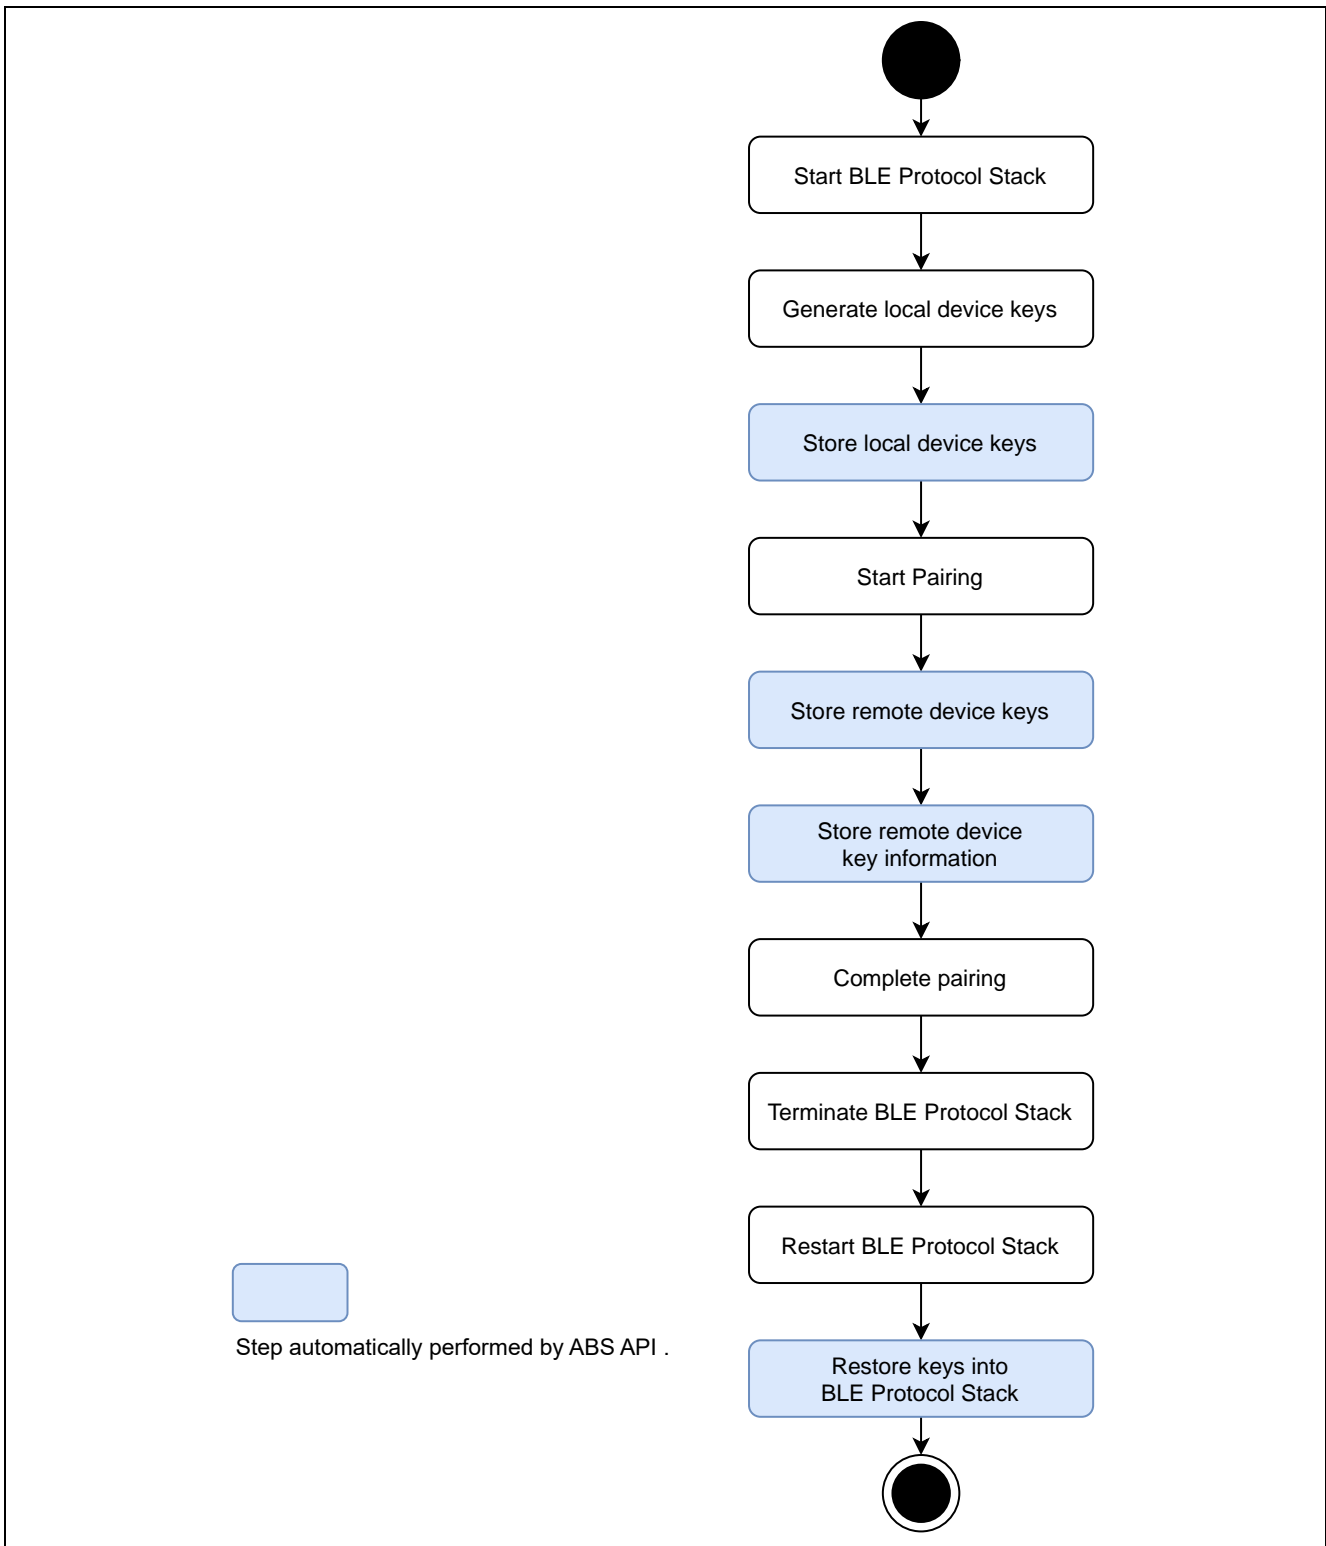 Start BLE Protocol Stack
Generate local device keys
Store local device keys
Start Pairing
Store remote device keys
Store remote device
key information
Complete pairing
Terminate BLE Protocol Stack
Restart BLE Protocol Stack
Step automatically performed by ABS API .
Restore keys into
BLE Protocol Stack